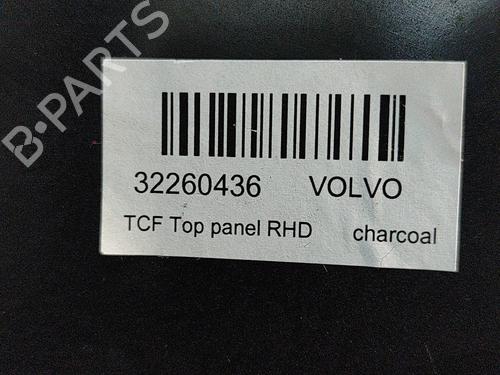 B·PARTS
32260436 VOLVO
TCF Top panel RHD charcoal